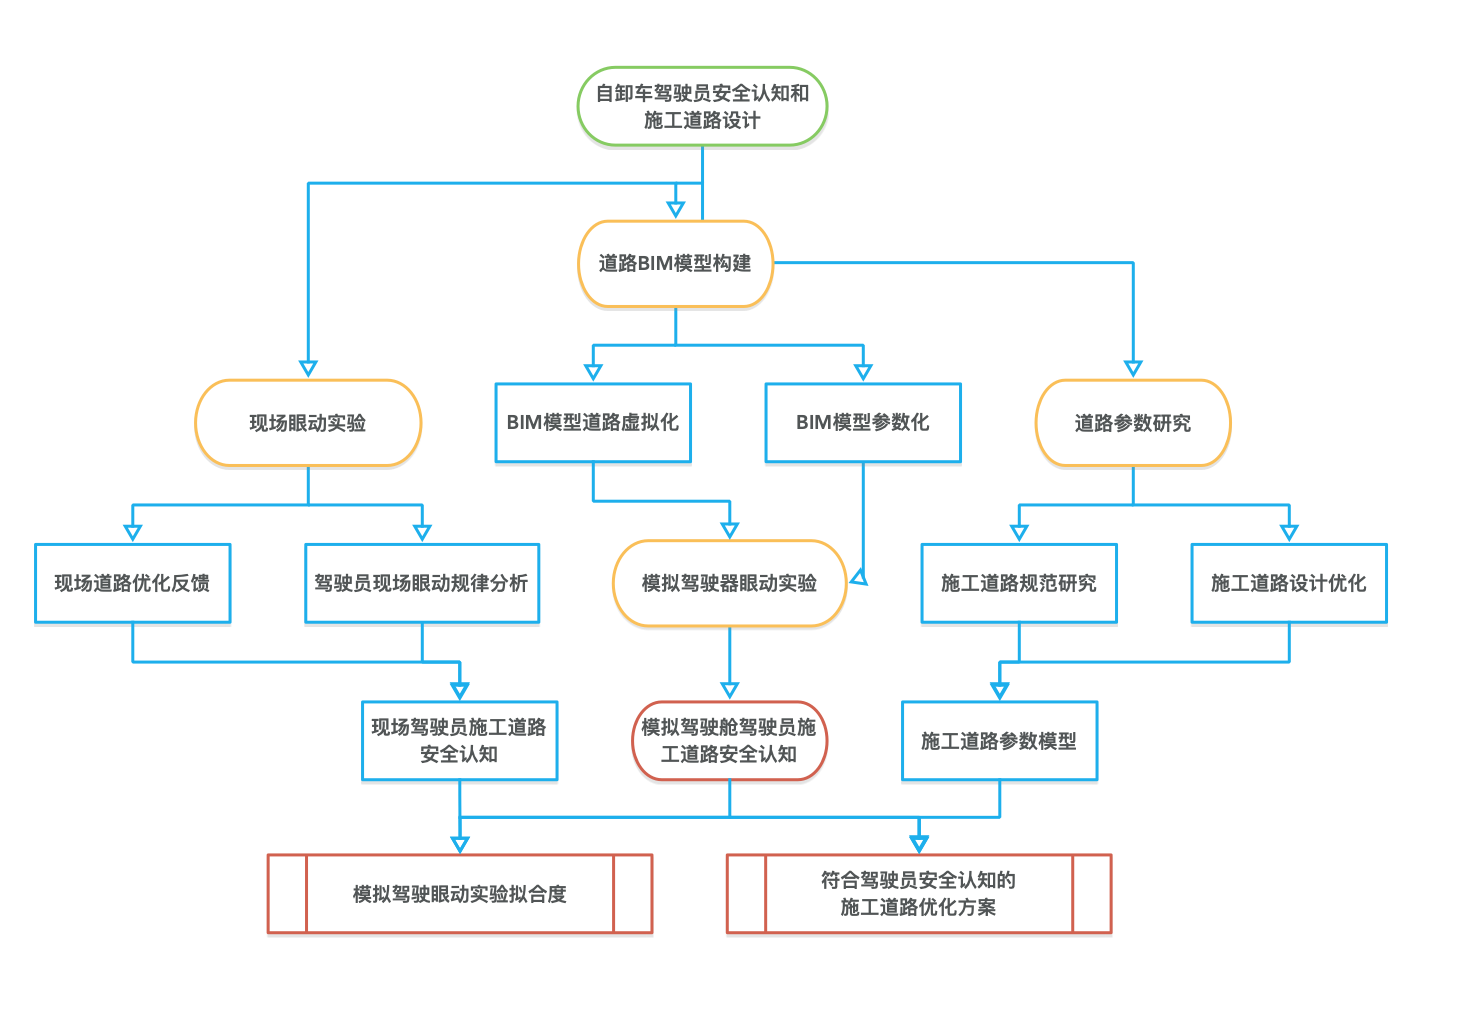 自卸车驾驶员安全认知和
施工道路设计
道路BIM模型构建
现场眼动实验
BIM模型道路虚拟化
BIM模型参数化
道路参数研究
现场道路优化反馈
驾驶员现场眼动规律分析
模拟驾驶器眼动实验
施工道路规范研究
施工道路设计优化
现场驾驶员施工道路
安全认知
模拟驾驶舱驾驶员施
工道路安全认知
施工道路参数模型
模拟驾驶眼动实验拟合度
符合驾驶员安全认知的
施工道路优化方案